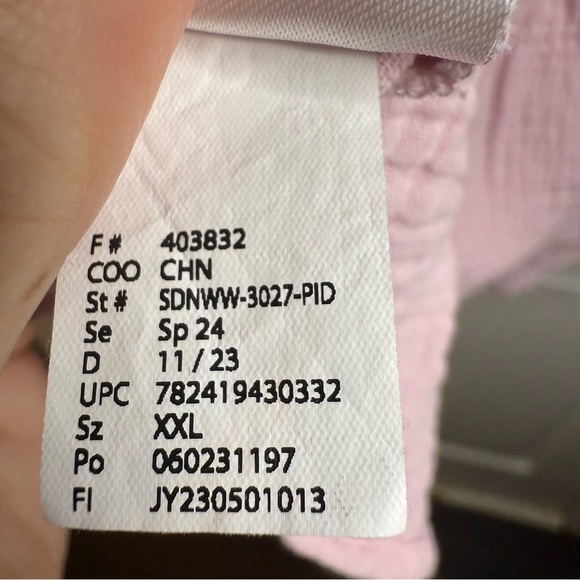 F # 403832
COO CHN
St # SDNWW-3027-PID
Se Sp 24
D 11 / 23
UPC 782419430332
Sz XXL
Po 060231197
FI JY230501013